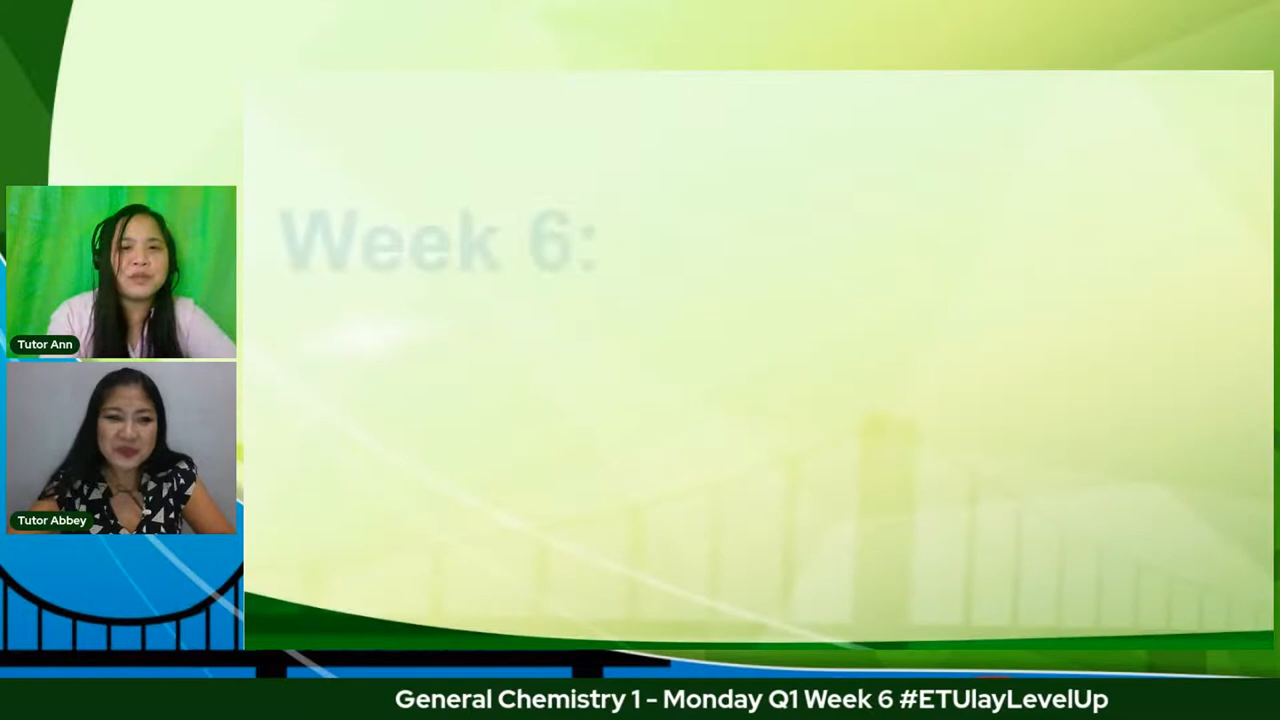 Week 6:
Tutor Ann
Tutor Abbey
General Chemistry 1 - Monday Q1 Week 6 #ETUlayLevelUp